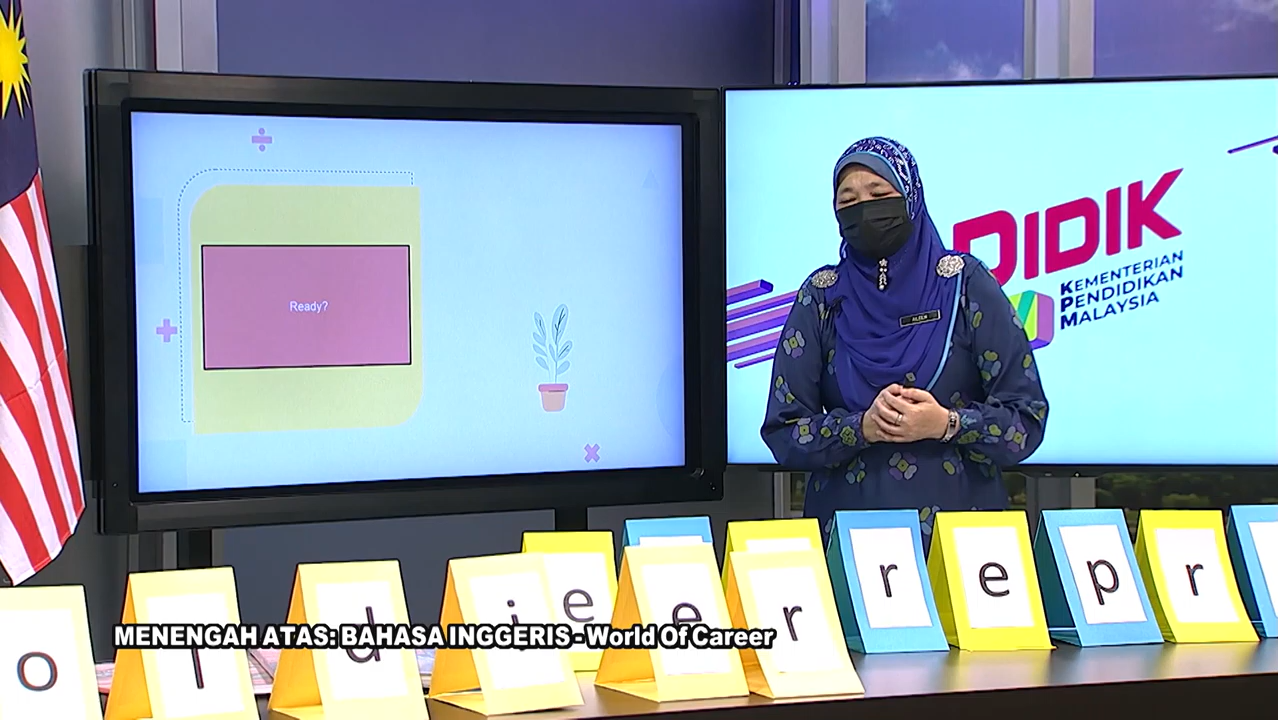 Ready?
DIDIK
KEMENTERIAN
PENDIDIKAN
MALAYSIA
e r r e p r
o l d i e r
MENENGAH ATAS: BAHASA INGGERIS - World Of Career